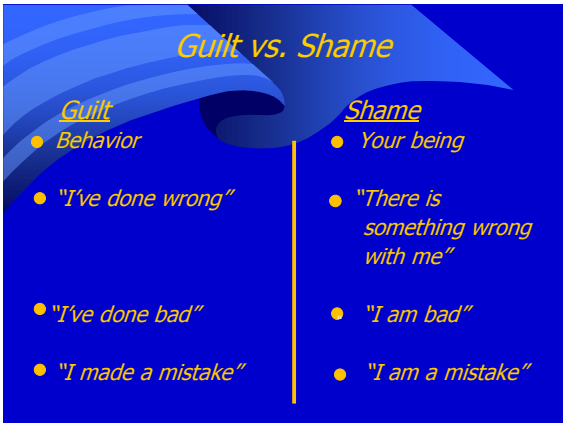 Guilt vs. Shame
Guilt
Behavior
"I've done wrong"
"I've done bad"
"I made a mistake"
Shame
Your being
"There is
something wrong
with me"
"I am bad"
"I am a mistake"